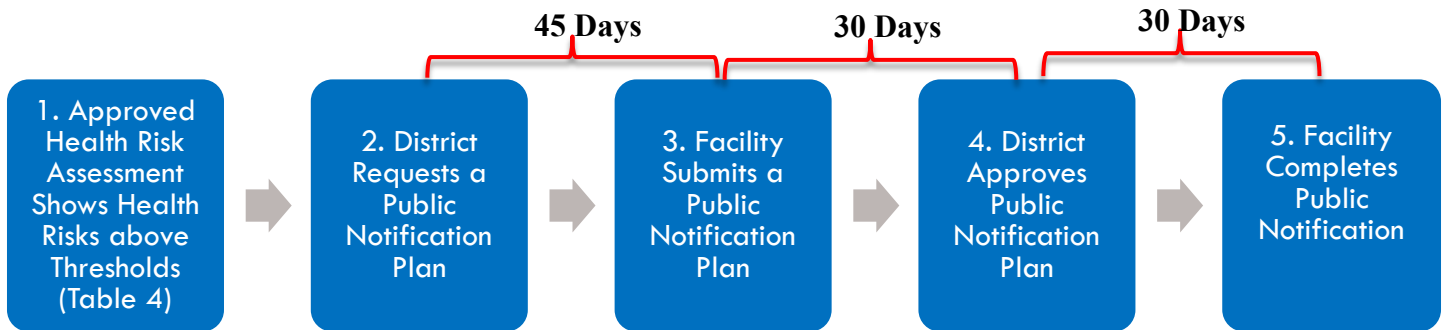 45 Days
30 Days
30 Days
1. Approved
Health Risk
Assessment
Shows Health
Risks above
Thresholds
(Table 4)
2. District
Requests a
Public
Notification
Plan
3. Facility
Submits a
Public
Notification
Plan
4. District
Approves
Public
Notification
Plan
5. Facility
Completes
Public
Notification